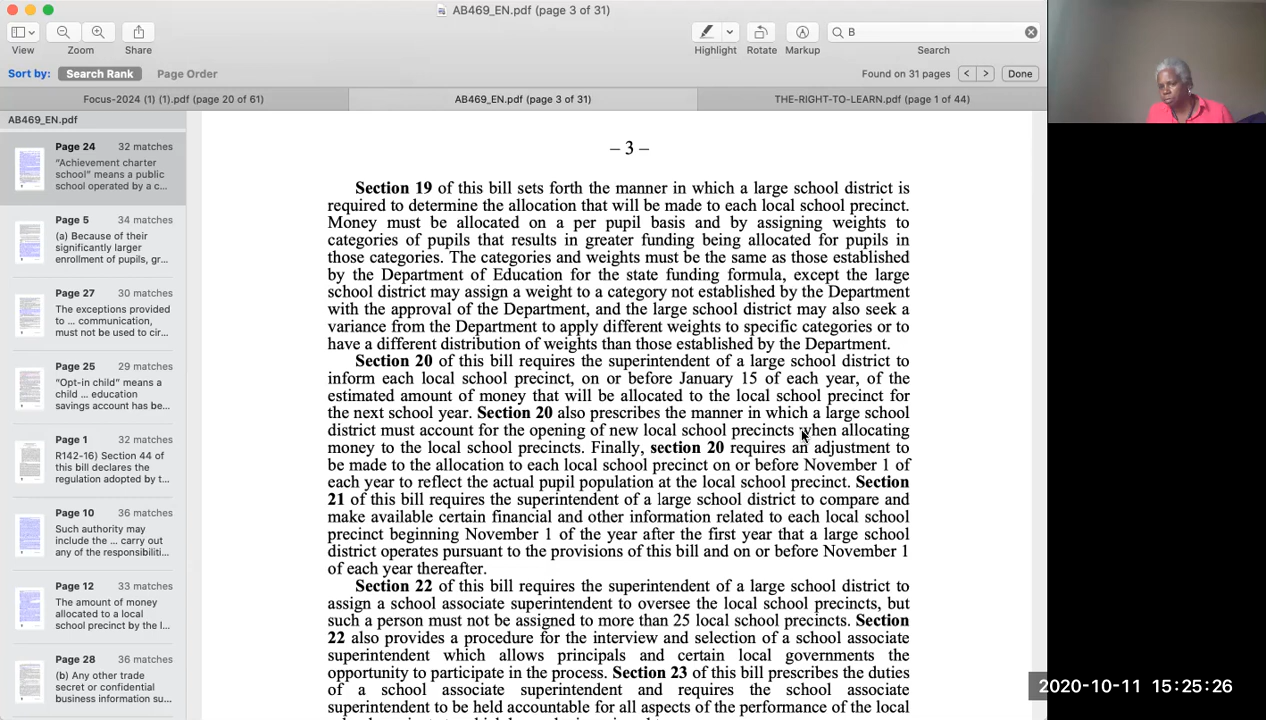 AB469_EN.pdf (page 3 of 31)
View
Zoom
Share
Highlight
Rotate
Markup
B
Search
Sort by:
Search Rank
Page Order
Found on 31 pages
Done
Focus-2024 (1) (1).pdf (page 20 of 61)
AB469_EN.pdf (page 3 of 31)
THE-RIGHT-TO-LEARN.pdf (page 1 of 44)
AB469_EN.pdf
Page 24 32 matches
“Achievement charter
school” means a public
school operated by a c...
Page 5 34 matches
(a) Because of their
significantly larger
enrollment of pupils, gr...
Page 27 30 matches
The exceptions provided
to ... communication,
must not be used to cir...
Page 25 29 matches
“Opt-in child” means a
child ... education
savings account has be...
Page 1 32 matches
R142-16) Section 44 of
this bill declares the
regulation adopted by t...
Page 10 36 matches
Such authority may
include the ... carry out
any of the responsibiliti...
Page 12 33 matches
The amount of money
allocated to a local
school precinct by the l...
Page 28 36 matches
(b) Any other trade
secret or confidential
business information su...
– 3 –
Section 19 of this bill sets forth the manner in which a large school district is
required to determine the allocation that will be made to each local school precinct.
Money must be allocated on a per pupil basis and by assigning weights to
categories of pupils that results in greater funding being allocated for pupils in
those categories. The categories and weights must be the same as those established
by the Department of Education for the state funding formula, except the large
school district may assign a weight to a category not established by the Department
with the approval of the Department, and the large school district may also seek a
variance from the Department to apply different weights to specific categories or to
have a different distribution of weights than those established by the Department.
Section 20 of this bill requires the superintendent of a large school district to
inform each local school precinct, on or before January 15 of each year, of the
estimated amount of money that will be allocated to the local school precinct for
the next school year. Section 20 also prescribes the manner in which a large school
district must account for the opening of new local school precincts when allocating
money to the local school precincts. Finally, section 20 requires an adjustment to
be made to the allocation to each local school precinct on or before November 1 of
each year to reflect the actual pupil population at the local school precinct. Section
21 of this bill requires the superintendent of a large school district to compare and
make available certain financial and other information related to each local school
precinct beginning November 1 of the year after the first year that a large school
district operates pursuant to the provisions of this bill and on or before November 1
of each year thereafter.
Section 22 of this bill requires the superintendent of a large school district to
assign a school associate superintendent to oversee the local school precincts, but
such a person must not be assigned to more than 25 local school precincts. Section
22 also provides a procedure for the interview and selection of a school associate
superintendent which allows principals and certain local governments the
opportunity to participate in the process. Section 23 of this bill prescribes the duties
of a school associate superintendent and requires the school associate
superintendent to be held accountable for all aspects of the performance of the local
2020-10-11 15:25:26